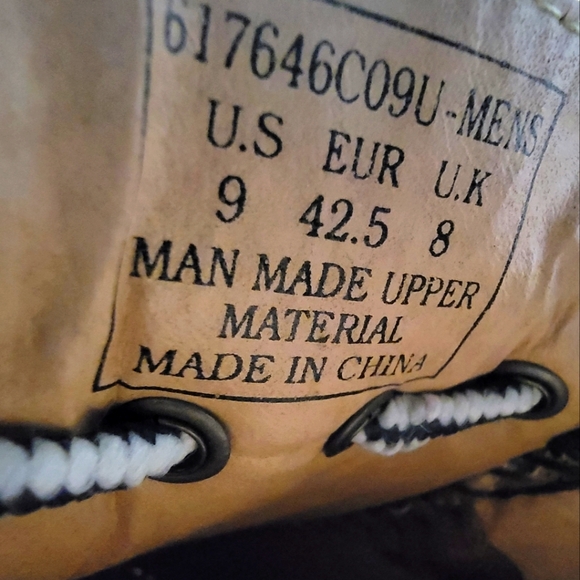 617646C09U-MENS
U.S EUR U.K
9 42.5 8
MAN MADE UPPER
MATERIAL
MADE IN CHINA